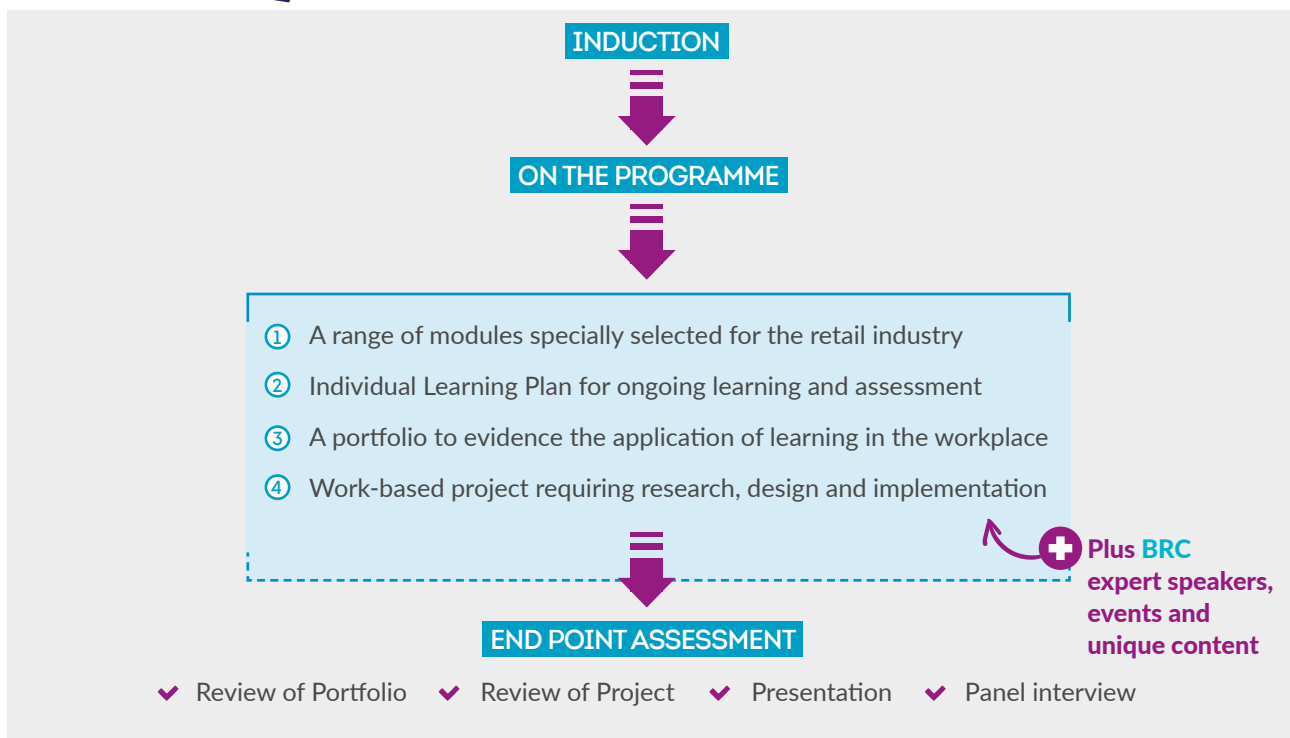 INDUCTION
ON THE PROGRAMME
1 A range of modules specially selected for the retail industry
2 Individual Learning Plan for ongoing learning and assessment
3 A portfolio to evidence the application of learning in the workplace
4 Work-based project requiring research, design and implementation
Plus BRC
expert speakers,
events and
unique content
END POINT ASSESSMENT
Review of Portfolio Review of Project Presentation Panel interview